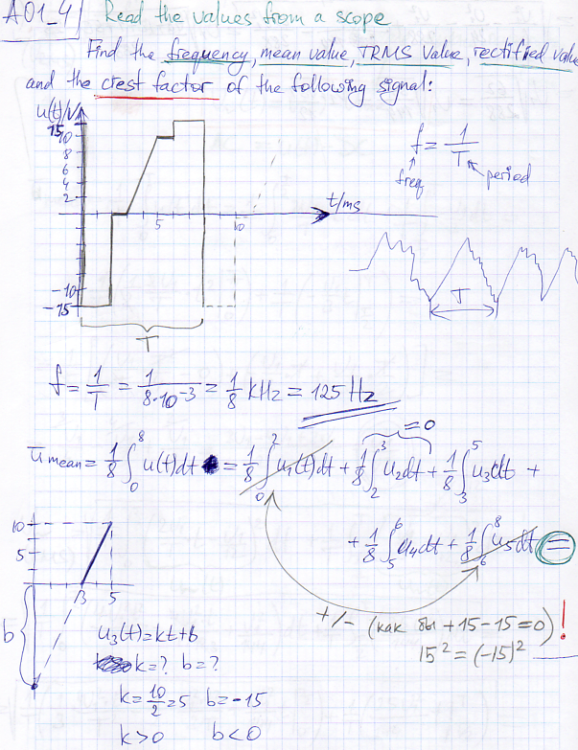 A01_4 Read the values from a scope
Find the frequency, mean value, TRMS value, rectified value
and the crest factor of the following signal:
u(t)/V
15
10
8
6
4
2
-10
-15
5
10
t/ms
T
f = 1/T
freq
period
T
f = 1/T = 1/(8·10⁻³) = 1/8 kHz = 125 Hz
= 0
ū mean = 1/8 ∫₀⁸ u(t)dt = 1/8 ∫₀² u₁(t)dt + 1/8 ∫₂³ u₂dt + 1/8 ∫₃⁵ u₃dt +
+ 1/8 ∫₅⁶ u₄dt + 1/8 ∫₆⁸ u₅dt =
10
5
3
5
b
+/- (как бы +15-15=0) !
15² = (-15)²
u₃(t)=kt+b
k=? b=?
k = 10/2 = 5 b = -15
k>0 b<0